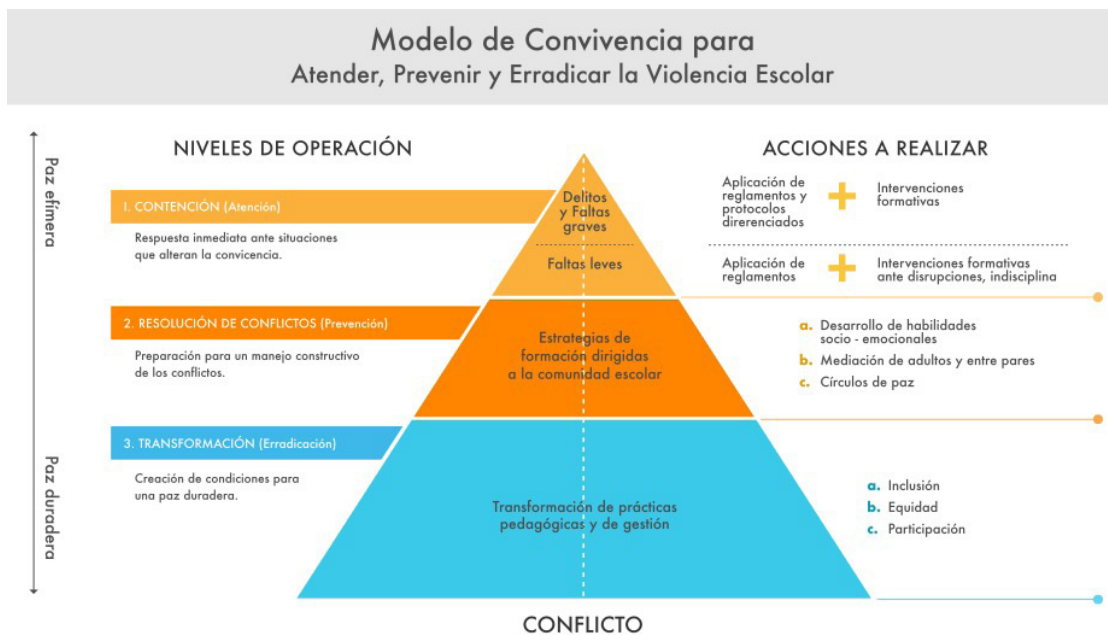 Modelo de Convivencia para
Atender, Prevenir y Erradicar la Violencia Escolar
Paz efímera
Paz duradera
NIVELES DE OPERACIÓN
1. CONTENCIÓN (Atención)
Respuesta inmediata ante situaciones
que alteran la convicencia.
2. RESOLUCIÓN DE CONFLICTOS (Prevención)
Preparación para un manejo constructivo
de los conflictos.
3. TRANSFORMACIÓN (Erradicación)
Creación de condiciones para
una paz duradera.
Delitos
y Faltas
graves
Faltas leves
Estrategias de
formación dirigidas
a la comunidad escolar
Transformación de prácticas
pedagógicas y de gestión
CONFLICTO
ACCIONES A REALIZAR
Aplicación de
reglamentos y
protocolos
direrenciados
+
Intervenciones
formativas
Aplicación de
reglamentos
+
Intervenciones formativas
ante disrupciones, indisciplina
a. Desarrollo de habilidades
socio - emocionales
b. Mediación de adultos y entre pares
c. Círculos de paz
a. Inclusión
b. Equidad
c. Participación